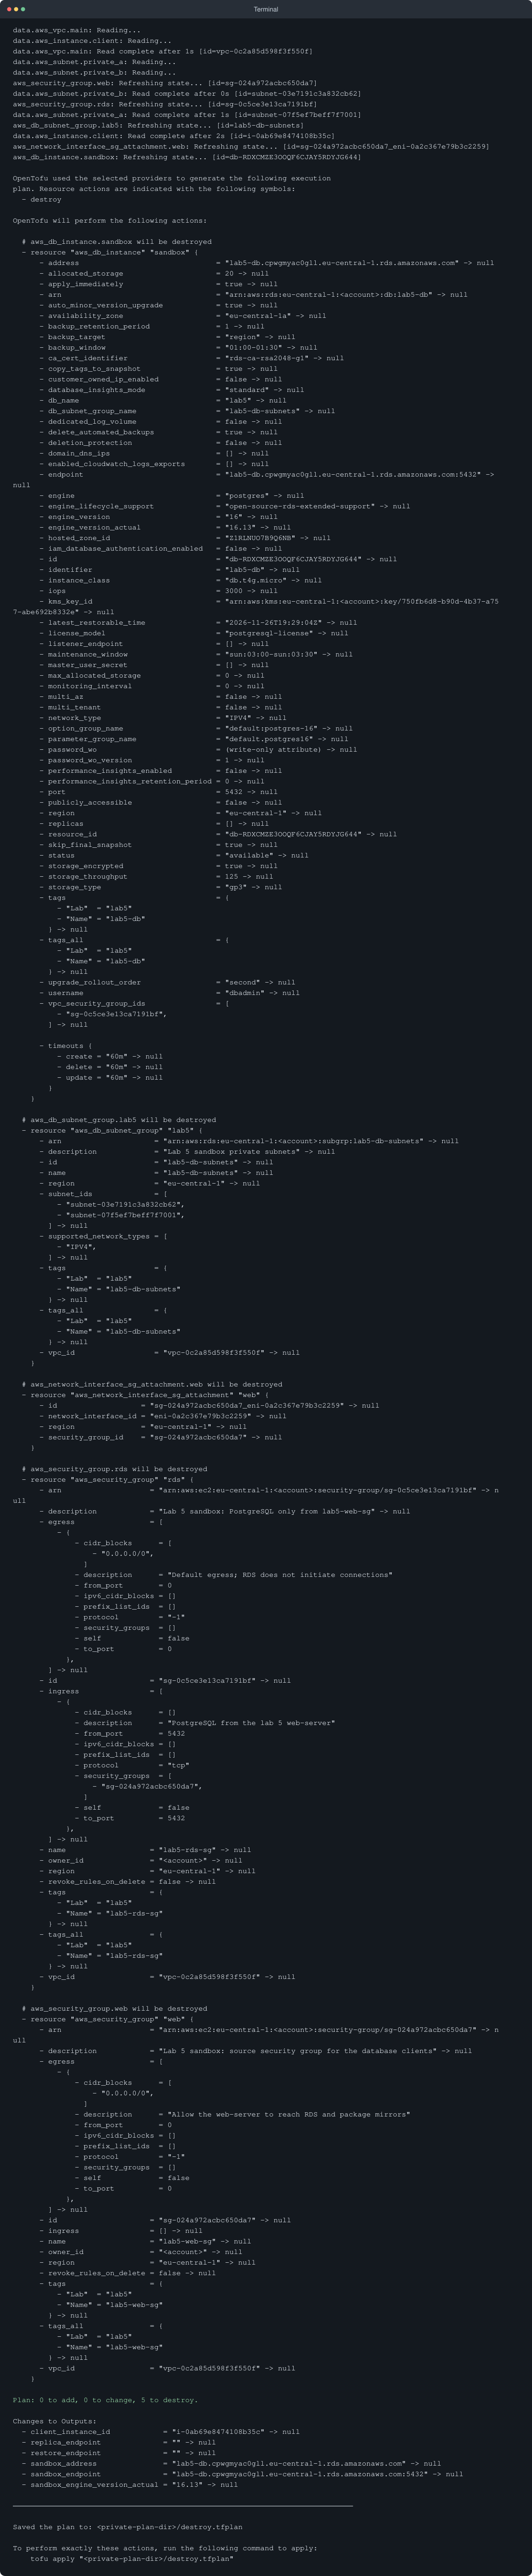 Terminal
data.aws_vpc.main: Reading...
data.aws_instance.client: Reading...
data.aws_vpc.main: Read complete after 1s [id=vpc-0c2a85d598f3f550f]
data.aws_subnet.private_a: Reading...
data.aws_subnet.private_b: Reading...
aws_security_group.web: Refreshing state... [id=sg-024a972acbc650da7]
data.aws_subnet.private_b: Read complete after 0s [id=subnet-03e7191c3a832cb62]
aws_security_group.rds: Refreshing state... [id=sg-0c5ce3e13ca7191bf]
data.aws_subnet.private_a: Read complete after 1s [id=subnet-07f5ef7beff7f7001]
aws_db_subnet_group.lab5: Refreshing state... [id=lab5-db-subnets]
data.aws_instance.client: Read complete after 2s [id=i-0ab69e8474108b35c]
aws_network_interface_sg_attachment.web: Refreshing state... [id=sg-024a972acbc650da7_eni-0a2c367e79b3c2259]
aws_db_instance.sandbox: Refreshing state... [id=db-RDXCMZE3OOQF6CJAY5RDYJG644]
OpenTofu used the selected providers to generate the following execution
plan. Resource actions are indicated with the following symbols:
- destroy
OpenTofu will perform the following actions:
# aws_db_instance.sandbox will be destroyed
- resource "aws_db_instance" "sandbox" {
- address = "lab5-db.cpwgmyac0gll.eu-central-1.rds.amazonaws.com" -> null
- allocated_storage = 20 -> null
- apply_immediately = true -> null
- arn = "arn:aws:rds:eu-central-1:<account>:db:lab5-db" -> null
- auto_minor_version_upgrade = true -> null
- availability_zone = "eu-central-1a" -> null
- backup_retention_period = 1 -> null
- backup_target = "region" -> null
- backup_window = "01:00-01:30" -> null
- ca_cert_identifier = "rds-ca-rsa2048-g1" -> null
- copy_tags_to_snapshot = true -> null
- customer_owned_ip_enabled = false -> null
- database_insights_mode = "standard" -> null
- db_name = "lab5" -> null
- db_subnet_group_name = "lab5-db-subnets" -> null
- dedicated_log_volume = false -> null
- delete_automated_backups = true -> null
- deletion_protection = false -> null
- domain_dns_ips = [] -> null
- enabled_cloudwatch_logs_exports = [] -> null
- endpoint = "lab5-db.cpwgmyac0gll.eu-central-1.rds.amazonaws.com:5432" ->
null
- engine = "postgres" -> null
- engine_lifecycle_support = "open-source-rds-extended-support" -> null
- engine_version = "16" -> null
- engine_version_actual = "16.13" -> null
- hosted_zone_id = "Z1RLNUO7B9Q6NB" -> null
- iam_database_authentication_enabled = false -> null
- id = "db-RDXCMZE3OOQF6CJAY5RDYJG644" -> null
- identifier = "lab5-db" -> null
- instance_class = "db.t4g.micro" -> null
- iops = 3000 -> null
- kms_key_id = "arn:aws:kms:eu-central-1:<account>:key/750fb6d8-b90d-4b37-a75
7-abe692b8332e" -> null
- latest_restorable_time = "2026-11-26T19:29:04Z" -> null
- license_model = "postgresql-license" -> null
- listener_endpoint = [] -> null
- maintenance_window = "sun:03:00-sun:03:30" -> null
- master_user_secret = [] -> null
- max_allocated_storage = 0 -> null
- monitoring_interval = 0 -> null
- multi_az = false -> null
- multi_tenant = false -> null
- network_type = "IPV4" -> null
- option_group_name = "default:postgres-16" -> null
- parameter_group_name = "default.postgres16" -> null
- password_wo = (write-only attribute) -> null
- password_wo_version = 1 -> null
- performance_insights_enabled = false -> null
- performance_insights_retention_period = 0 -> null
- port = 5432 -> null
- publicly_accessible = false -> null
- region = "eu-central-1" -> null
- replicas = [] -> null
- resource_id = "db-RDXCMZE3OOQF6CJAY5RDYJG644" -> null
- skip_final_snapshot = true -> null
- status = "available" -> null
- storage_encrypted = true -> null
- storage_throughput = 125 -> null
- storage_type = "gp3" -> null
- tags = {
- "Lab" = "lab5"
- "Name" = "lab5-db"
} -> null
- tags_all = {
- "Lab" = "lab5"
- "Name" = "lab5-db"
} -> null
- upgrade_rollout_order = "second" -> null
- username = "dbadmin" -> null
- vpc_security_group_ids = [
- "sg-0c5ce3e13ca7191bf",
] -> null
- timeouts {
- create = "60m" -> null
- delete = "60m" -> null
- update = "60m" -> null
}
}
# aws_db_subnet_group.lab5 will be destroyed
- resource "aws_db_subnet_group" "lab5" {
- arn = "arn:aws:rds:eu-central-1:<account>:subgrp:lab5-db-subnets" -> null
- description = "Lab 5 sandbox private subnets" -> null
- id = "lab5-db-subnets" -> null
- name = "lab5-db-subnets" -> null
- region = "eu-central-1" -> null
- subnet_ids = [
- "subnet-03e7191c3a832cb62",
- "subnet-07f5ef7beff7f7001",
] -> null
- supported_network_types = [
- "IPV4",
] -> null
- tags = {
- "Lab" = "lab5"
- "Name" = "lab5-db-subnets"
} -> null
- tags_all = {
- "Lab" = "lab5"
- "Name" = "lab5-db-subnets"
} -> null
- vpc_id = "vpc-0c2a85d598f3f550f" -> null
}
# aws_network_interface_sg_attachment.web will be destroyed
- resource "aws_network_interface_sg_attachment" "web" {
- id = "sg-024a972acbc650da7_eni-0a2c367e79b3c2259" -> null
- network_interface_id = "eni-0a2c367e79b3c2259" -> null
- region = "eu-central-1" -> null
- security_group_id = "sg-024a972acbc650da7" -> null
}
# aws_security_group.rds will be destroyed
- resource "aws_security_group" "rds" {
- arn = "arn:aws:ec2:eu-central-1:<account>:security-group/sg-0c5ce3e13ca7191bf" -> n
ull
- description = "Lab 5 sandbox: PostgreSQL only from lab5-web-sg" -> null
- egress = [
- {
- cidr_blocks = [
- "0.0.0.0/0",
]
- description = "Default egress; RDS does not initiate connections"
- from_port = 0
- ipv6_cidr_blocks = []
- prefix_list_ids = []
- protocol = "-1"
- security_groups = []
- self = false
- to_port = 0
},
] -> null
- id = "sg-0c5ce3e13ca7191bf" -> null
- ingress = [
- {
- cidr_blocks = []
- description = "PostgreSQL from the lab 5 web-server"
- from_port = 5432
- ipv6_cidr_blocks = []
- prefix_list_ids = []
- protocol = "tcp"
- security_groups = [
- "sg-024a972acbc650da7",
]
- self = false
- to_port = 5432
},
] -> null
- name = "lab5-rds-sg" -> null
- owner_id = "<account>" -> null
- region = "eu-central-1" -> null
- revoke_rules_on_delete = false -> null
- tags = {
- "Lab" = "lab5"
- "Name" = "lab5-rds-sg"
} -> null
- tags_all = {
- "Lab" = "lab5"
- "Name" = "lab5-rds-sg"
} -> null
- vpc_id = "vpc-0c2a85d598f3f550f" -> null
}
# aws_security_group.web will be destroyed
- resource "aws_security_group" "web" {
- arn = "arn:aws:ec2:eu-central-1:<account>:security-group/sg-024a972acbc650da7" -> n
ull
- description = "Lab 5 sandbox: source security group for the database clients" -> null
- egress = [
- {
- cidr_blocks = [
- "0.0.0.0/0",
]
- description = "Allow the web-server to reach RDS and package mirrors"
- from_port = 0
- ipv6_cidr_blocks = []
- prefix_list_ids = []
- protocol = "-1"
- security_groups = []
- self = false
- to_port = 0
},
] -> null
- id = "sg-024a972acbc650da7" -> null
- ingress = [] -> null
- name = "lab5-web-sg" -> null
- owner_id = "<account>" -> null
- region = "eu-central-1" -> null
- revoke_rules_on_delete = false -> null
- tags = {
- "Lab" = "lab5"
- "Name" = "lab5-web-sg"
} -> null
- tags_all = {
- "Lab" = "lab5"
- "Name" = "lab5-web-sg"
} -> null
- vpc_id = "vpc-0c2a85d598f3f550f" -> null
}
Plan: 0 to add, 0 to change, 5 to destroy.
Changes to Outputs:
- client_instance_id = "i-0ab69e8474108b35c" -> null
- replica_endpoint = "" -> null
- restore_endpoint = "" -> null
- sandbox_address = "lab5-db.cpwgmyac0gll.eu-central-1.rds.amazonaws.com" -> null
- sandbox_endpoint = "lab5-db.cpwgmyac0gll.eu-central-1.rds.amazonaws.com:5432" -> null
- sandbox_engine_version_actual = "16.13" -> null
Saved the plan to: <private-plan-dir>/destroy.tfplan
To perform exactly these actions, run the following command to apply:
tofu apply "<private-plan-dir>/destroy.tfplan"